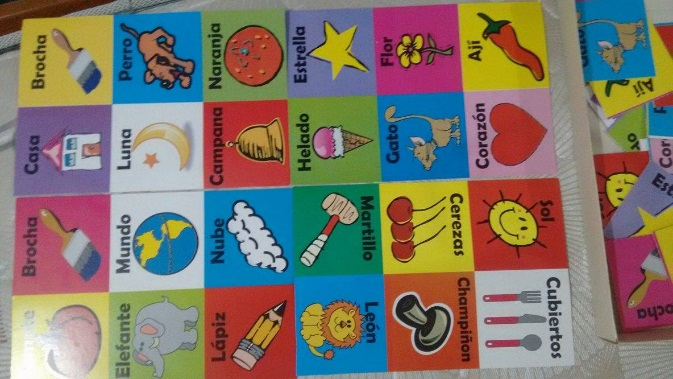 Brocha
Perro
Naranja
Estrella
Flor
Ají
Casa
Luna
Campana
Helado
Gato
Corazón
Brocha
Mundo
Nube
Martillo
Cerezas
Sol
Elefante
Lápiz
León
Champiñon
Cubiertos
Ají